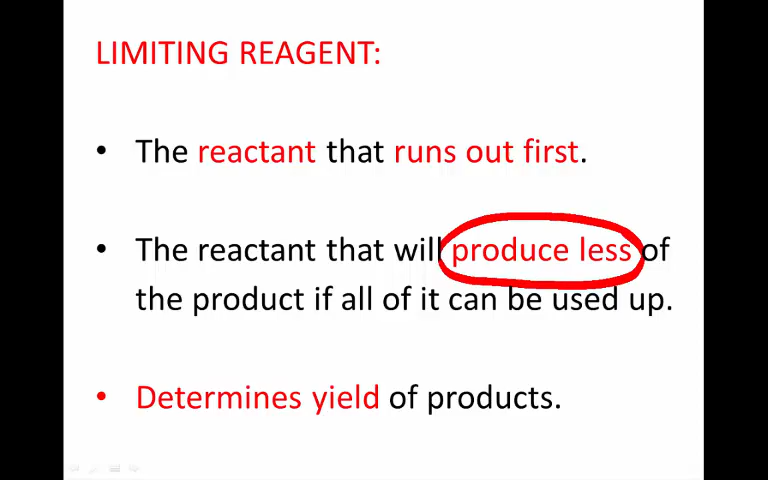 LIMITING REAGENT:
• The reactant that runs out first.
• The reactant that will produce less of
the product if all of it can be used up.
• Determines yield of products.